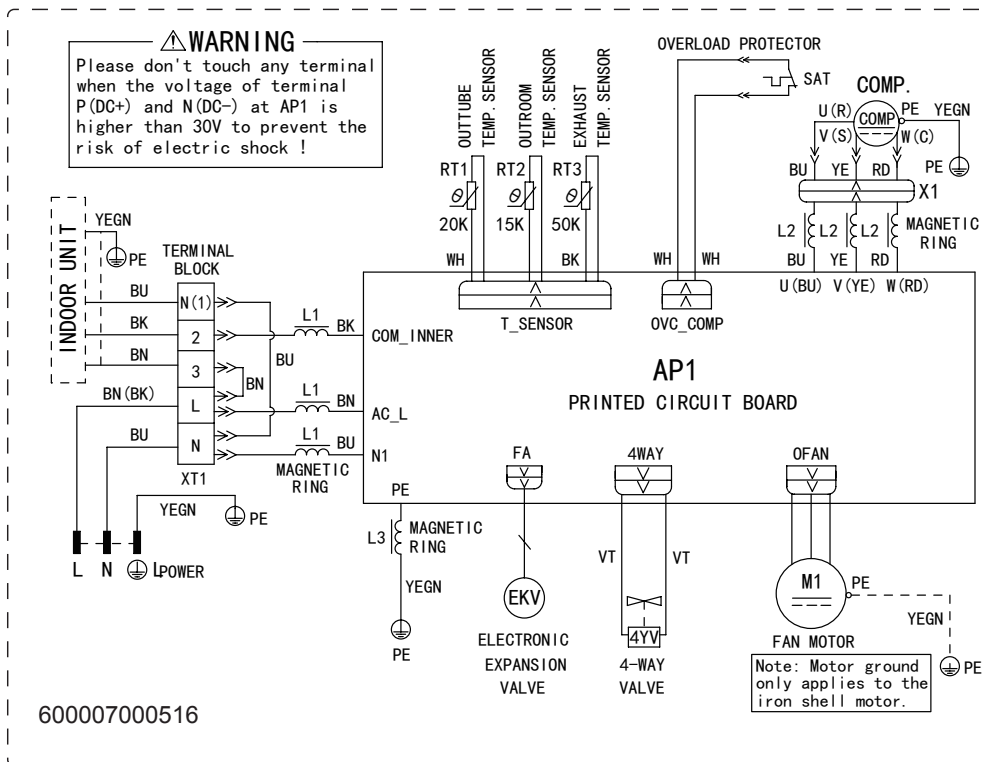 WARNING
Please don't touch any terminal
when the voltage of terminal
P(DC+) and N(DC-) at AP1 is
higher than 30V to prevent the
risk of electric shock !
OUTTUBE
TEMP. SENSOR
OUTROOM
TEMP. SENSOR
EXHAUST
TEMP. SENSOR
RT1
RT2
RT3
θ
θ
θ
20K
15K
50K
WH
BK
T_SENSOR
OVERLOAD PROTECTOR
SAT
WH
WH
OVC_COMP
COMP.
U(R)
COMP
PE
YEGN
V(S)
W(C)
BU
YE
RD
PE
X1
L2
L2
L2
MAGNETIC
RING
BU
YE
RD
U(BU)
V(YE)
W(RD)
INDOOR UNIT
YEGN
PE
TERMINAL
BLOCK
BU
N(1)
BK
2
BN
3
BN(BK)
L
BU
N
XT1
BU
BN
L1
BK
COM_INNER
L1
BN
AC_L
L1
BU
N1
MAGNETIC
RING
AP1
PRINTED CIRCUIT BOARD
YEGN
PE
L
N
POWER
PE
L3
MAGNETIC
RING
YEGN
PE
FA
EKV
ELECTRONIC
EXPANSION
VALVE
4WAY
VT
VT
4YV
4-WAY
VALVE
OFAN
M1
PE
YEGN
FAN MOTOR
PE
Note: Motor ground
only applies to the
iron shell motor.
600007000516